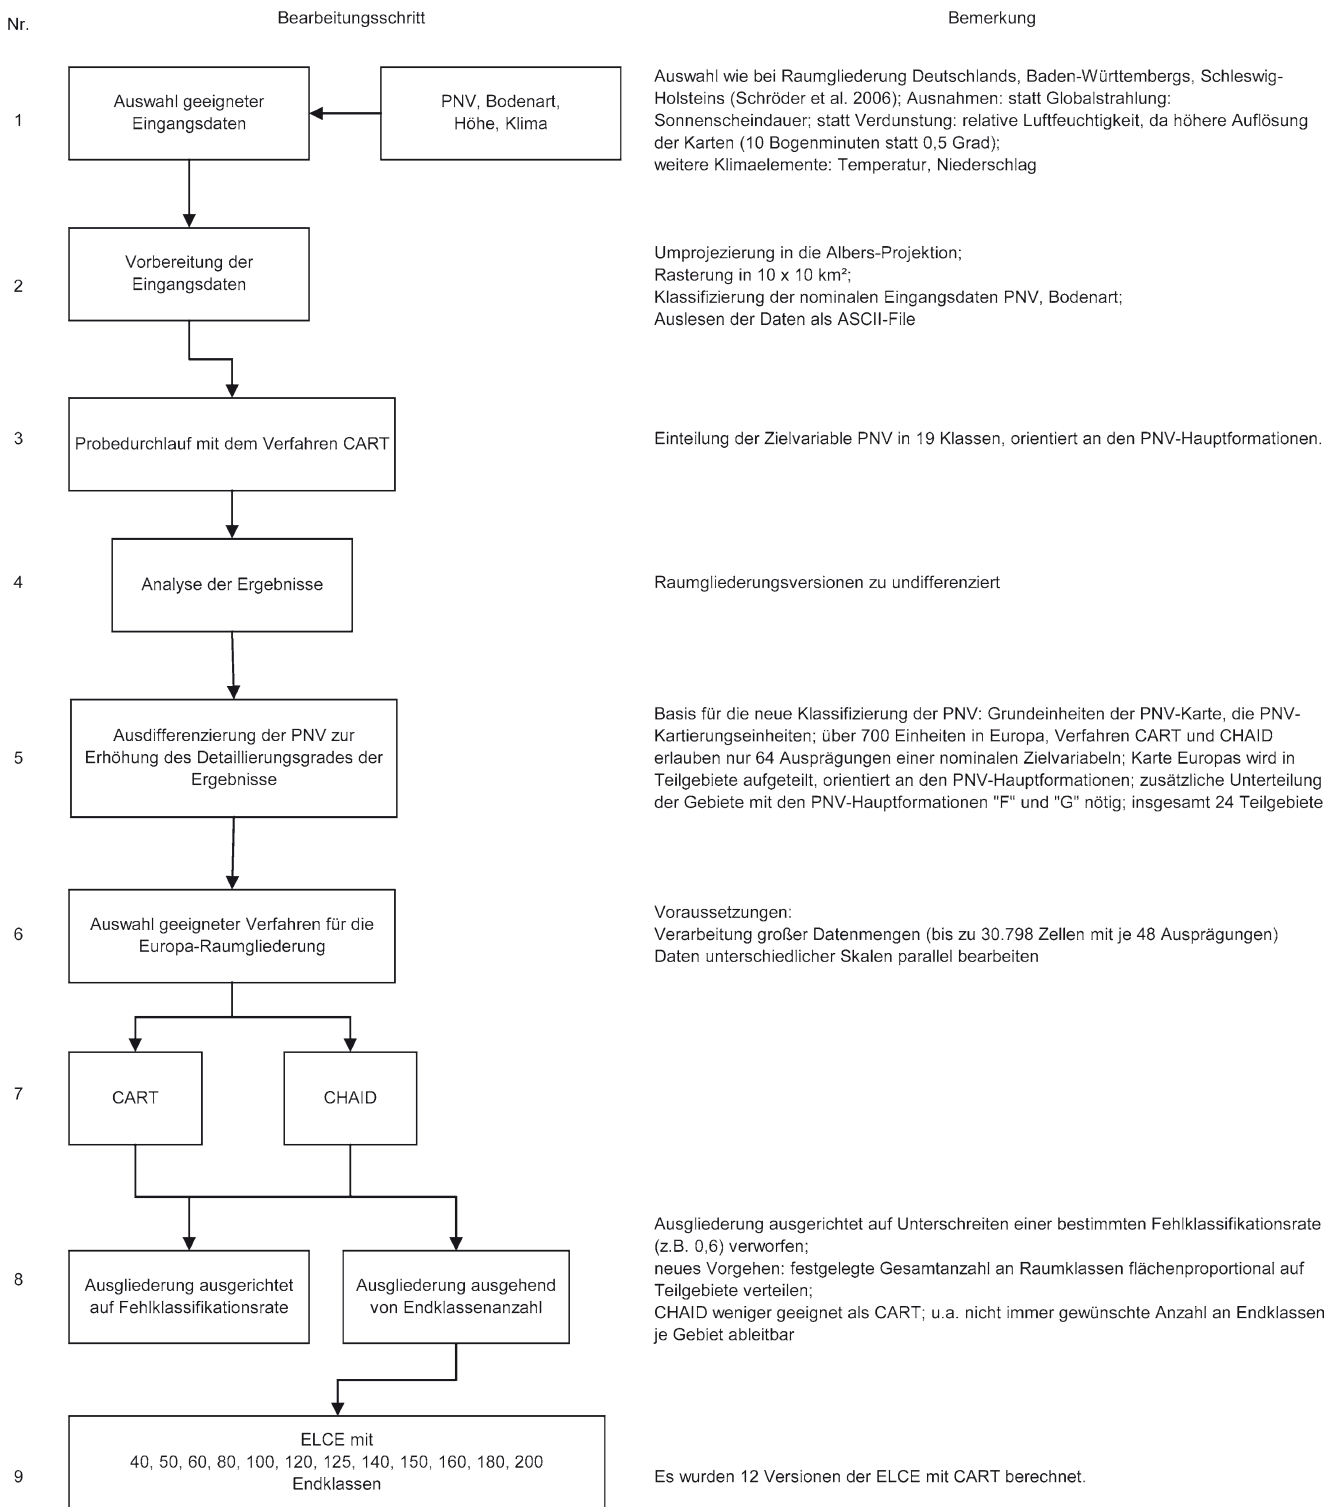 Nr.
Bearbeitungsschritt
Bemerkung
1
Auswahl geeigneter
Eingangsdaten
PNV, Bodenart,
Höhe, Klima
Auswahl wie bei Raumgliederung Deutschlands, Baden-Württembergs, Schleswig-
Holsteins (Schröder et al. 2006); Ausnahmen: statt Globalstrahlung:
Sonnenscheindauer; statt Verdunstung: relative Luftfeuchtigkeit, da höhere Auflösung
der Karten (10 Bogenminuten statt 0,5 Grad);
weitere Klimaelemente: Temperatur, Niederschlag
2
Vorbereitung der
Eingangsdaten
Umprojezierung in die Albers-Projektion;
Rasterung in 10 x 10 km²;
Klassifizierung der nominalen Eingangsdaten PNV, Bodenart;
Auslesen der Daten als ASCII-File
3
Probedurchlauf mit dem Verfahren CART
Einteilung der Zielvariable PNV in 19 Klassen, orientiert an den PNV-Hauptformationen.
4
Analyse der Ergebnisse
Raumgliederungsversionen zu undifferenziert
5
Ausdifferenzierung der PNV zur
Erhöhung des Detaillierungsgrades der
Ergebnisse
Basis für die neue Klassifizierung der PNV: Grundeinheiten der PNV-Karte, die PNV-
Kartierungseinheiten; über 700 Einheiten in Europa, Verfahren CART und CHAID
erlauben nur 64 Ausprägungen einer nominalen Zielvariabeln; Karte Europas wird in
Teilgebiete aufgeteilt, orientiert an den PNV-Hauptformationen; zusätzliche Unterteilung
der Gebiete mit den PNV-Hauptformationen "F" und "G" nötig; insgesamt 24 Teilgebiete
6
Auswahl geeigneter Verfahren für die
Europa-Raumgliederung
Voraussetzungen:
Verarbeitung großer Datenmengen (bis zu 30.798 Zellen mit je 48 Ausprägungen)
Daten unterschiedlicher Skalen parallel bearbeiten
7
CART
CHAID
8
Ausgliederung ausgerichtet
auf Fehlklassifikationsrate
Ausgliederung ausgehend
von Endklassenanzahl
Ausgliederung ausgerichtet auf Unterschreiten einer bestimmten Fehlklassifikationsrate
(z.B. 0,6) verworfen;
neues Vorgehen: festgelegte Gesamtanzahl an Raumklassen flächenproportional auf
Teilgebiete verteilen;
CHAID weniger geeignet als CART; u.a. nicht immer gewünschte Anzahl an Endklassen
je Gebiet ableitbar
9
ELCE mit
40, 50, 60, 80, 100, 120, 125, 140, 150, 160, 180, 200
Endklassen
Es wurden 12 Versionen der ELCE mit CART berechnet.